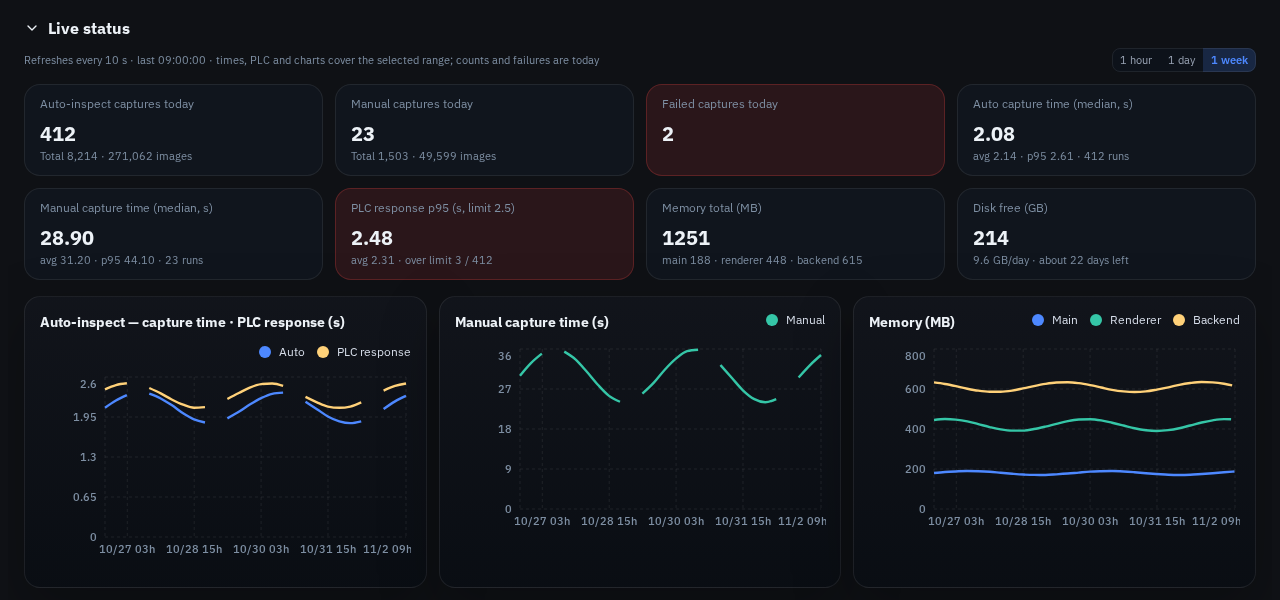 Live status
Refreshes every 10 s · last 09:00:00 · times, PLC and charts cover the selected range; counts and failures are today
1 hour 1 day 1 week
Auto-inspect captures today
412
Total 8,214 · 271,062 images
Manual captures today
23
Total 1,503 · 49,599 images
Failed captures today
2
Auto capture time (median, s)
2.08
avg 2.14 · p95 2.61 · 412 runs
Manual capture time (median, s)
28.90
avg 31.20 · p95 44.10 · 23 runs
PLC response p95 (s, limit 2.5)
2.48
avg 2.31 · over limit 3 / 412
Memory total (MB)
1251
main 188 · renderer 448 · backend 615
Disk free (GB)
214
9.6 GB/day · about 22 days left
Auto-inspect — capture time · PLC response (s)
Auto PLC response
2.6
1.95
1.3
0.65
0
10/27 03h 10/28 15h 10/30 03h 10/31 15h 11/2 09h
Manual capture time (s)
Manual
36
27
18
9
0
10/27 03h 10/28 15h 10/30 03h 10/31 15h 11/2 09h
Memory (MB)
Main Renderer Backend
800
600
400
200
0
10/27 03h 10/28 15h 10/30 03h 10/31 15h 11/2 09h